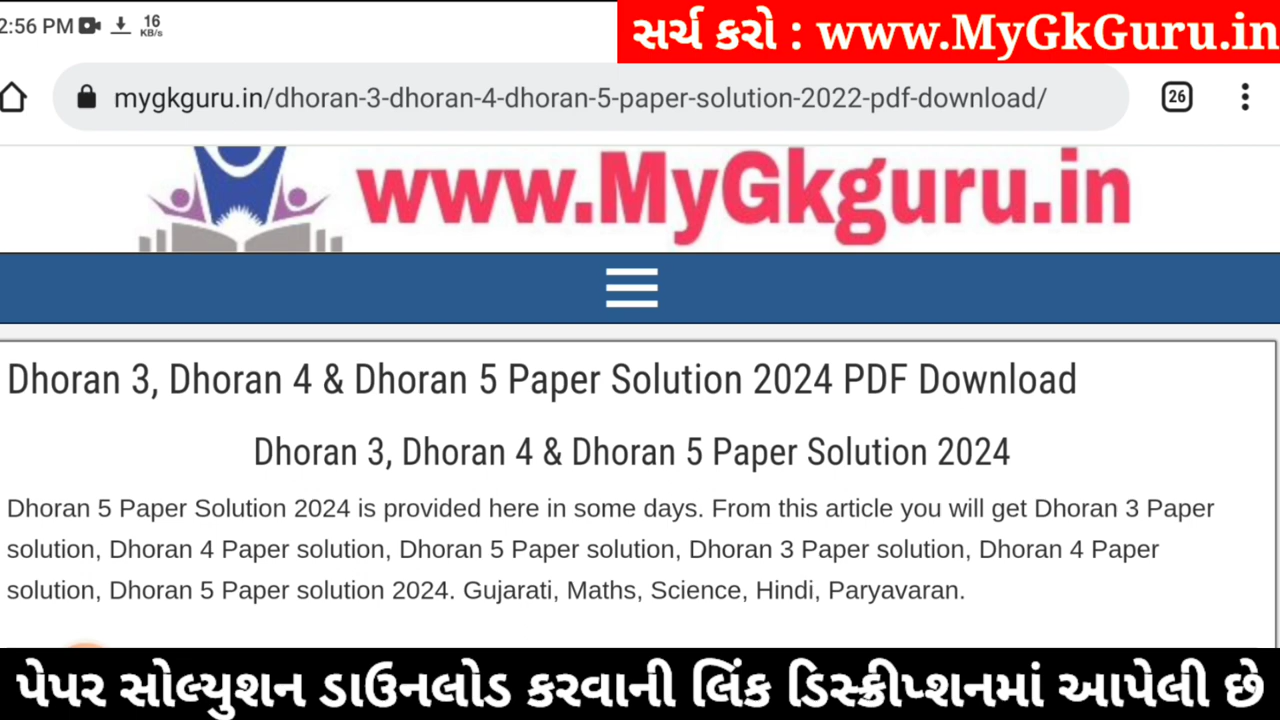 2:56 PM 16 KB/s
સર્ચ કરો : www.MyGkGuru.in
mygkguru.in/dhoran-3-dhoran-4-dhoran-5-paper-solution-2022-pdf-download/
26
www.MyGkguru.in
Dhoran 3, Dhoran 4 & Dhoran 5 Paper Solution 2024 PDF Download
Dhoran 3, Dhoran 4 & Dhoran 5 Paper Solution 2024
Dhoran 5 Paper Solution 2024 is provided here in some days. From this article you will get Dhoran 3 Paper
solution, Dhoran 4 Paper solution, Dhoran 5 Paper solution, Dhoran 3 Paper solution, Dhoran 4 Paper
solution, Dhoran 5 Paper solution 2024. Gujarati, Maths, Science, Hindi, Paryavaran.
પેપર સોલ્યુશન ડાઉનલોડ કરવાની લિંક ડિસ્ક્રીપ્શનમાં આપેલી છે